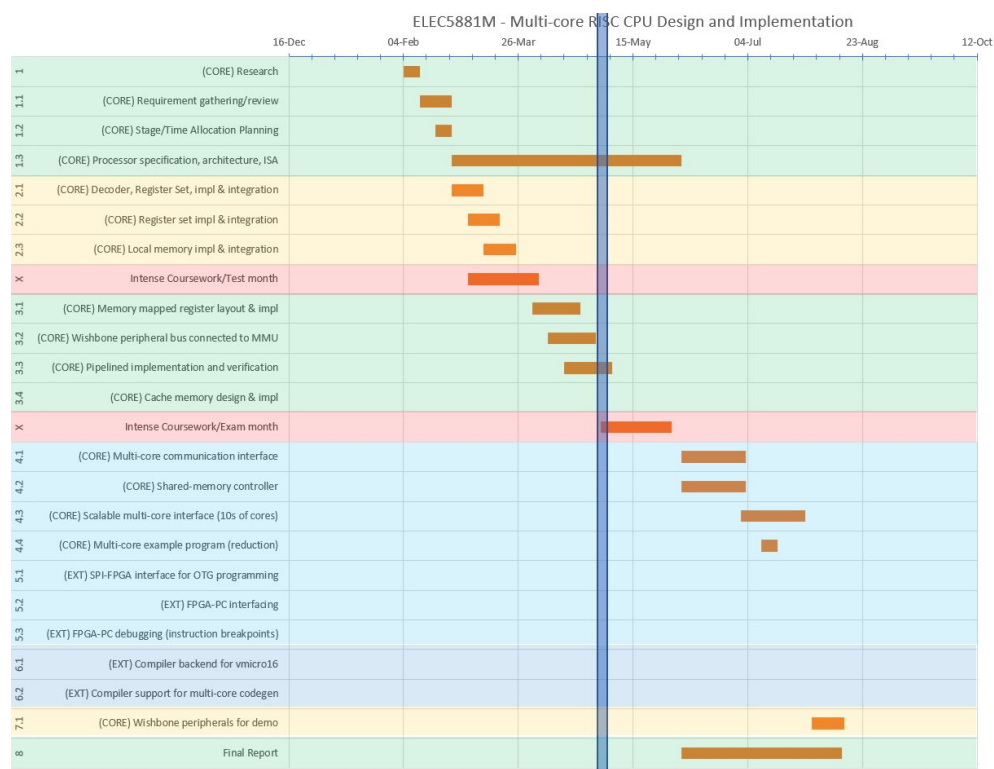 ELEC5881M - Multi-core RISC CPU Design and Implementation
16-Dec 04-Feb 26-Mar 15-May 04-Jul 23-Aug 12-Oct
1 (CORE) Research
1.1 (CORE) Requirement gathering/review
1.2 (CORE) Stage/Time Allocation Planning
1.3 (CORE) Processor specification, architecture, ISA
2.1 (CORE) Decoder, Register Set, impl & integration
2.2 (CORE) Register set impl & integration
2.3 (CORE) Local memory impl & integration
X Intense Coursework/Test month
3.1 (CORE) Memory mapped register layout & impl
3.2 (CORE) Wishbone peripheral bus connected to MMU
3.3 (CORE) Pipelined implementation and verification
3.4 (CORE) Cache memory design & impl
X Intense Coursework/Exam month
4.1 (CORE) Multi-core communication interface
4.2 (CORE) Shared-memory controller
4.3 (CORE) Scalable multi-core interface (10s of cores)
4.4 (CORE) Multi-core example program (reduction)
5.1 (EXT) SPI-FPGA interface for OTG programming
5.2 (EXT) FPGA-PC interfacing
5.3 (EXT) FPGA-PC debugging (instruction breakpoints)
6.1 (EXT) Compiler backend for vmicro16
6.2 (EXT) Compiler support for multi-core codegen
7.1 (CORE) Wishbone peripherals for demo
8 Final Report